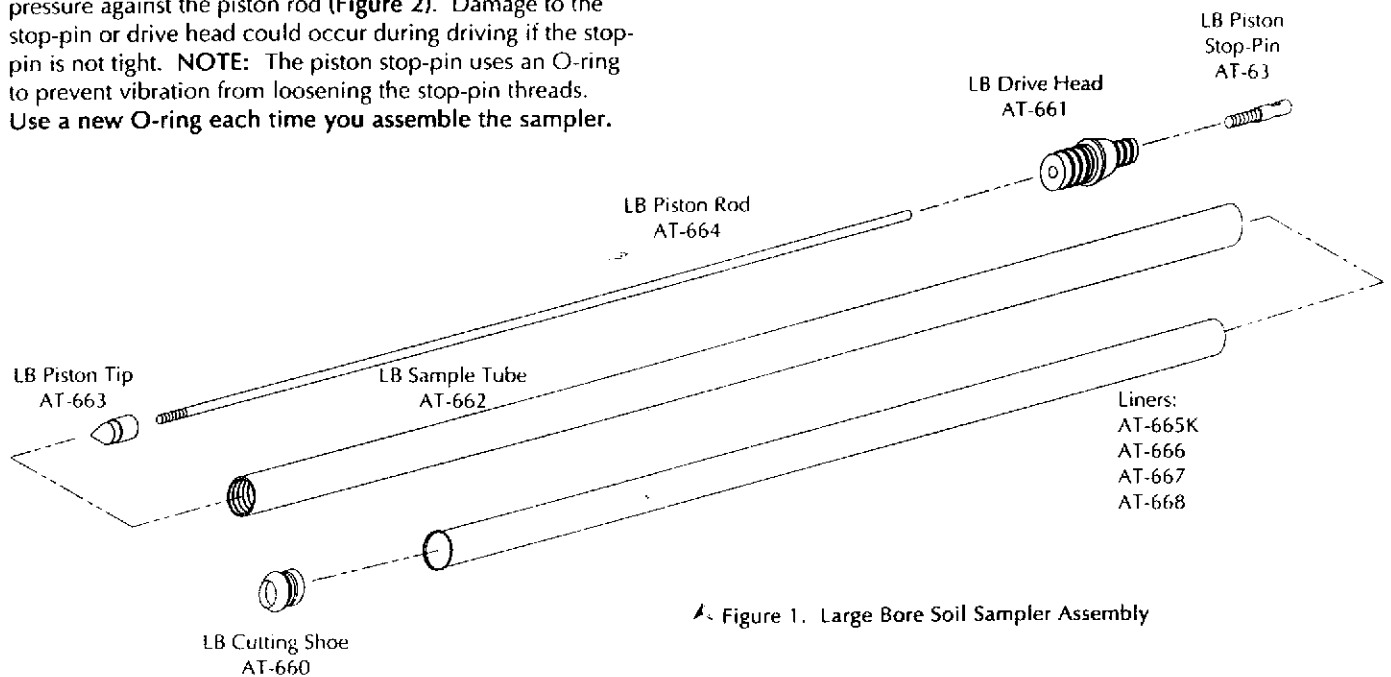 pressure against the piston rod (Figure 2). Damage to the
stop-pin or drive head could occur during driving if the stop-
pin is not tight. NOTE: The piston stop-pin uses an O-ring
to prevent vibration from loosening the stop-pin threads.
Use a new O-ring each time you assemble the sampler.
LB Piston
Stop-Pin
AT-63
LB Drive Head
AT-661
LB Piston Rod
AT-664
LB Piston Tip
AT-663
LB Sample Tube
AT-662
Liners:
AT-665K
AT-666
AT-667
AT-668
LB Cutting Shoe
AT-660
Figure 1. Large Bore Soil Sampler Assembly